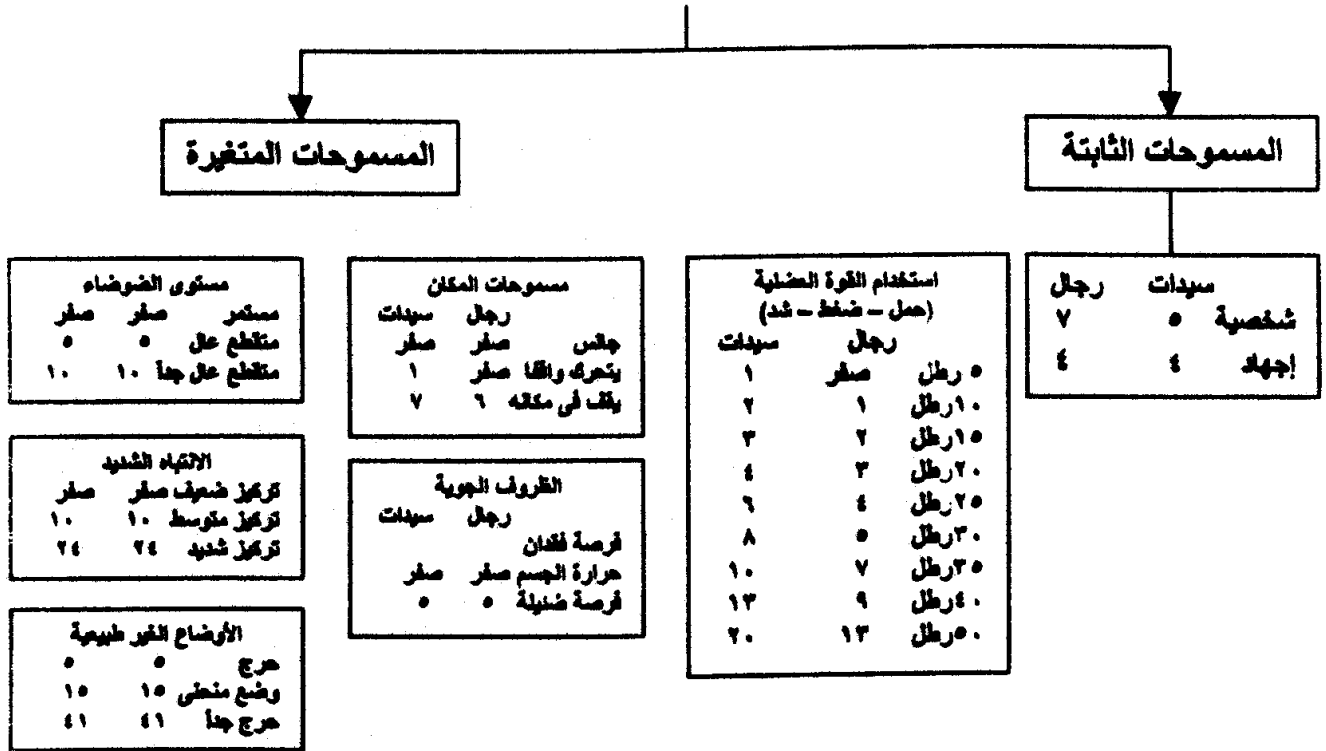 المسموحات الثابتة
سيدات رجال
شخصية ٥ ٧
إجهاد ٤ ٤
المسموحات المتغيرة
استخدام القوة العضلية
(حمل – ضغط – شد)
رجال سيدات
٥ رطل صفر ١
١٠رطل ١ ٢
١٥رطل ٢ ٣
٢٠رطل ٣ ٤
٢٥رطل ٤ ٦
٣٠رطل ٥ ٨
٣٥رطل ٧ ١٠
٤٠رطل ٩ ١٣
٥٠رطل ١٣ ٢٠
مسموحات المكان
رجال سيدات
جالس صفر صفر
يتحرك واقفا صفر ١
يقف فى مكانه ٦ ٧
الظروف الجوية
رجال سيدات
فرصة فقدان
حرارة الجسم صفر صفر
فرصة ضئيلة ٥ ٥
مستوى الضوضاء
مستمر صفر صفر
متقطع عال ٥ ٥
متقطع عال جداً ١٠ ١٠
الانتباه الشديد
تركيز ضعيف صفر صفر
تركيز متوسط ١٠ ١٠
تركيز شديد ٢٤ ٢٤
الأوضاع الغير طبيعية
حرج ٥ ٥
وضع منحنى ١٥ ١٥
حرج جداً ٤١ ٤١